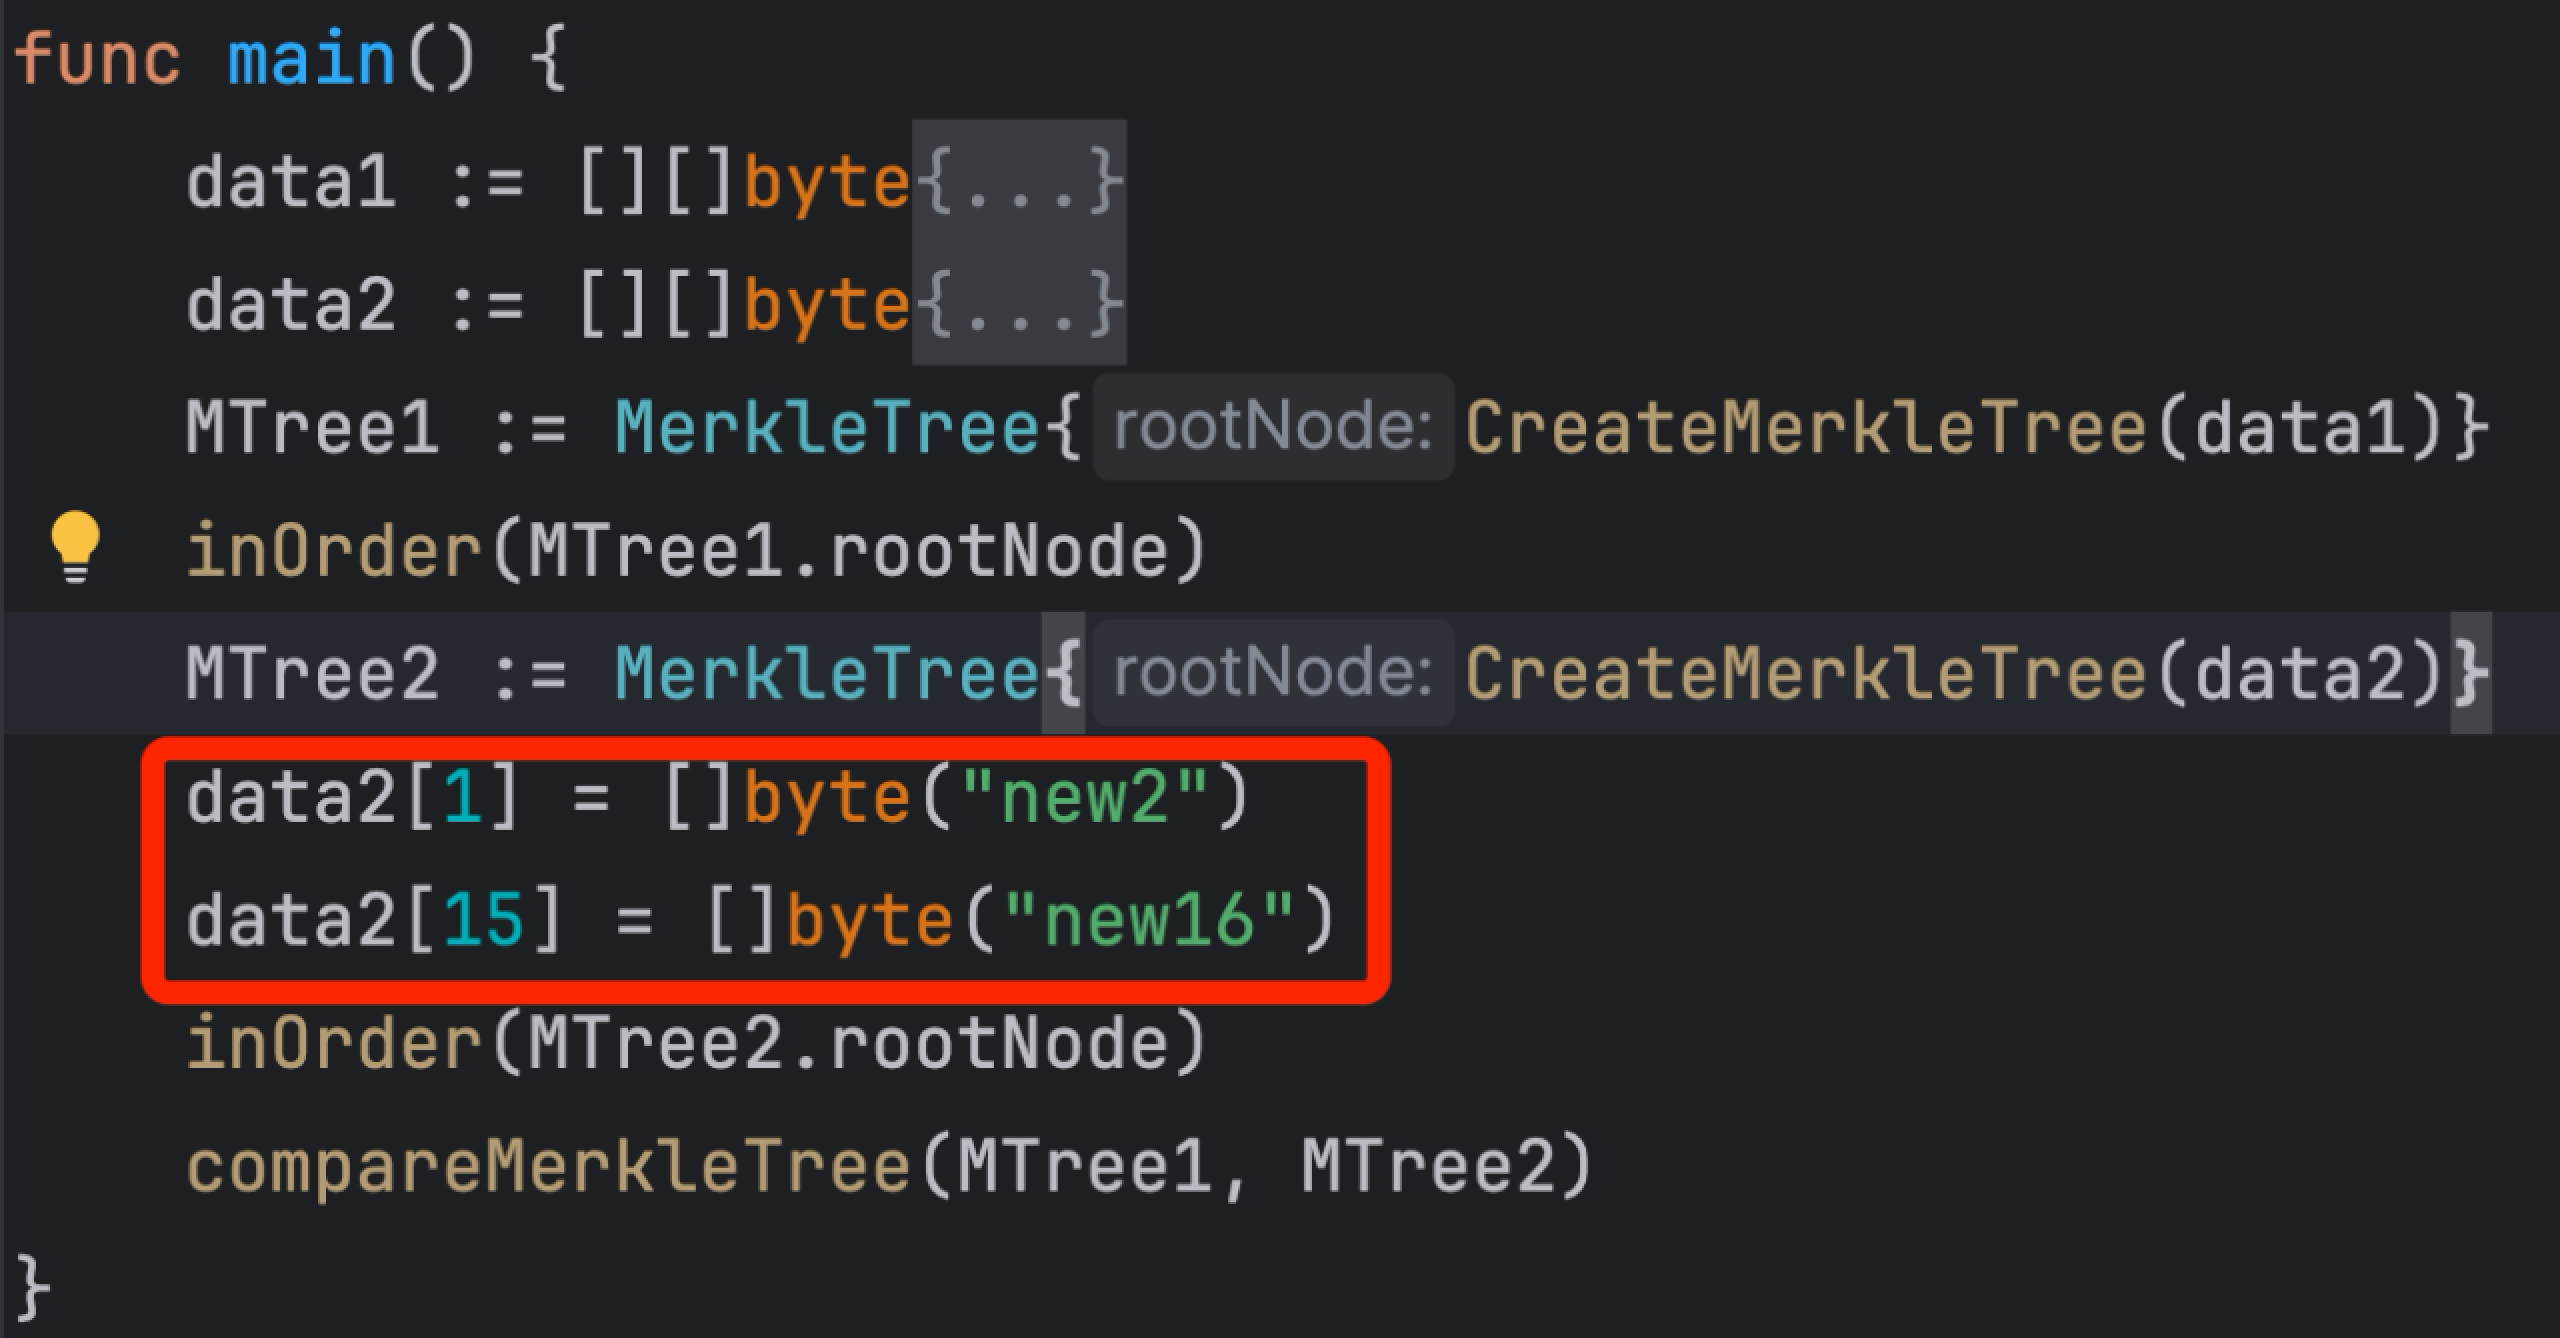 func main() {
data1 := [][]byte{...}
data2 := [][]byte{...}
MTree1 := MerkleTree{ rootNode: CreateMerkleTree(data1)}
inOrder(MTree1.rootNode)
MTree2 := MerkleTree{ rootNode: CreateMerkleTree(data2)}
data2[1] = []byte("new2")
data2[15] = []byte("new16")
inOrder(MTree2.rootNode)
compareMerkleTree(MTree1, MTree2)
}